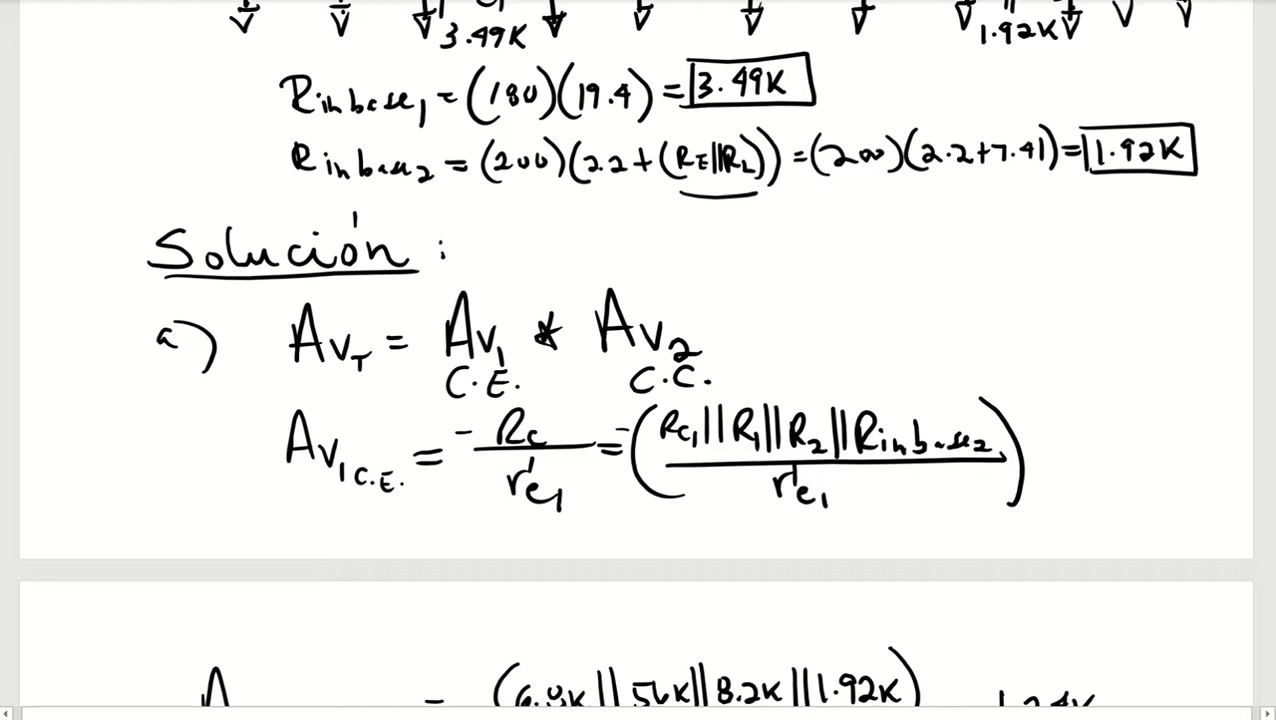 3.49K 1.92K
Rinbase₁ = (180)(19.4) = 3.49K
Rinbase₂ = (200)(2.2+(RE||RL)) = (200)(2.2+7.41) = 1.92K
Solución :
a) AvT = Av₁ * Av₂
C.E. C.C.
Av₁ C.E. = -Rc/r'e₁ = -(Rc₁||R₁||R₂||Rinbase₂ / r'e₁)
A = (6.8K||56K||8.2K||1.92K)